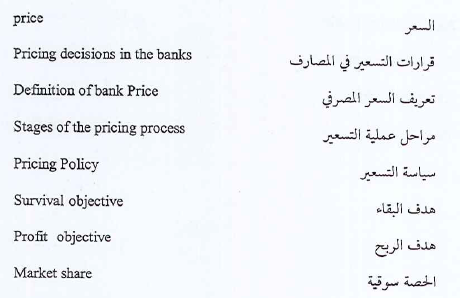 price السعر
Pricing decisions in the banks قرارات التسعير في المصارف
Definition of bank Price تعريف السعر المصرفي
Stages of the pricing process مراحل عملية التسعير
Pricing Policy سياسة التسعير
Survival objective هدف البقاء
Profit objective هدف الربح
Market share الحصة سوقية